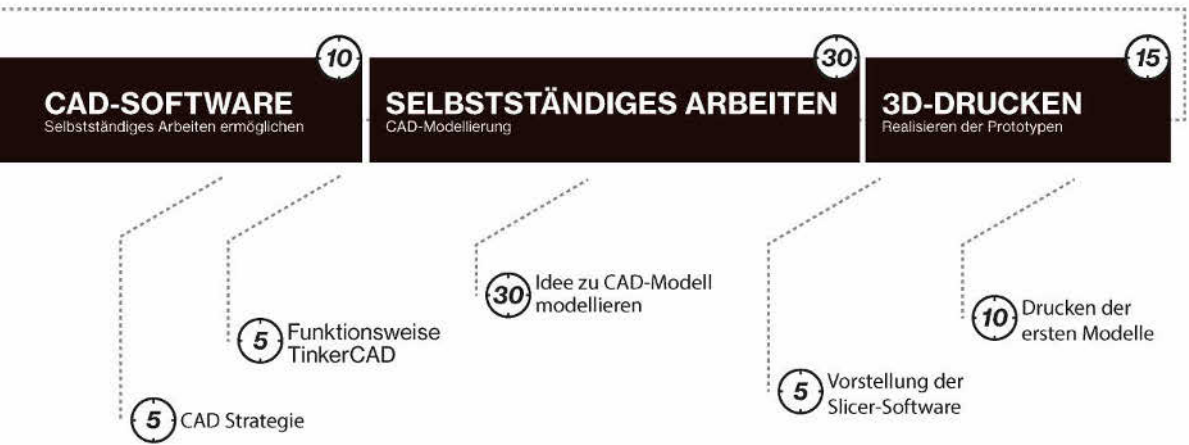 10
CAD-SOFTWARE
Selbstständiges Arbeiten ermöglichen
30
SELBSTSTÄNDIGES ARBEITEN
CAD-Modellierung
15
3D-DRUCKEN
Realisieren der Prototypen
5
CAD Strategie
5
Funktionsweise
TinkerCAD
30
Idee zu CAD-Modell
modellieren
5
Vorstellung der
Slicer-Software
10
Drucken der
ersten Modelle